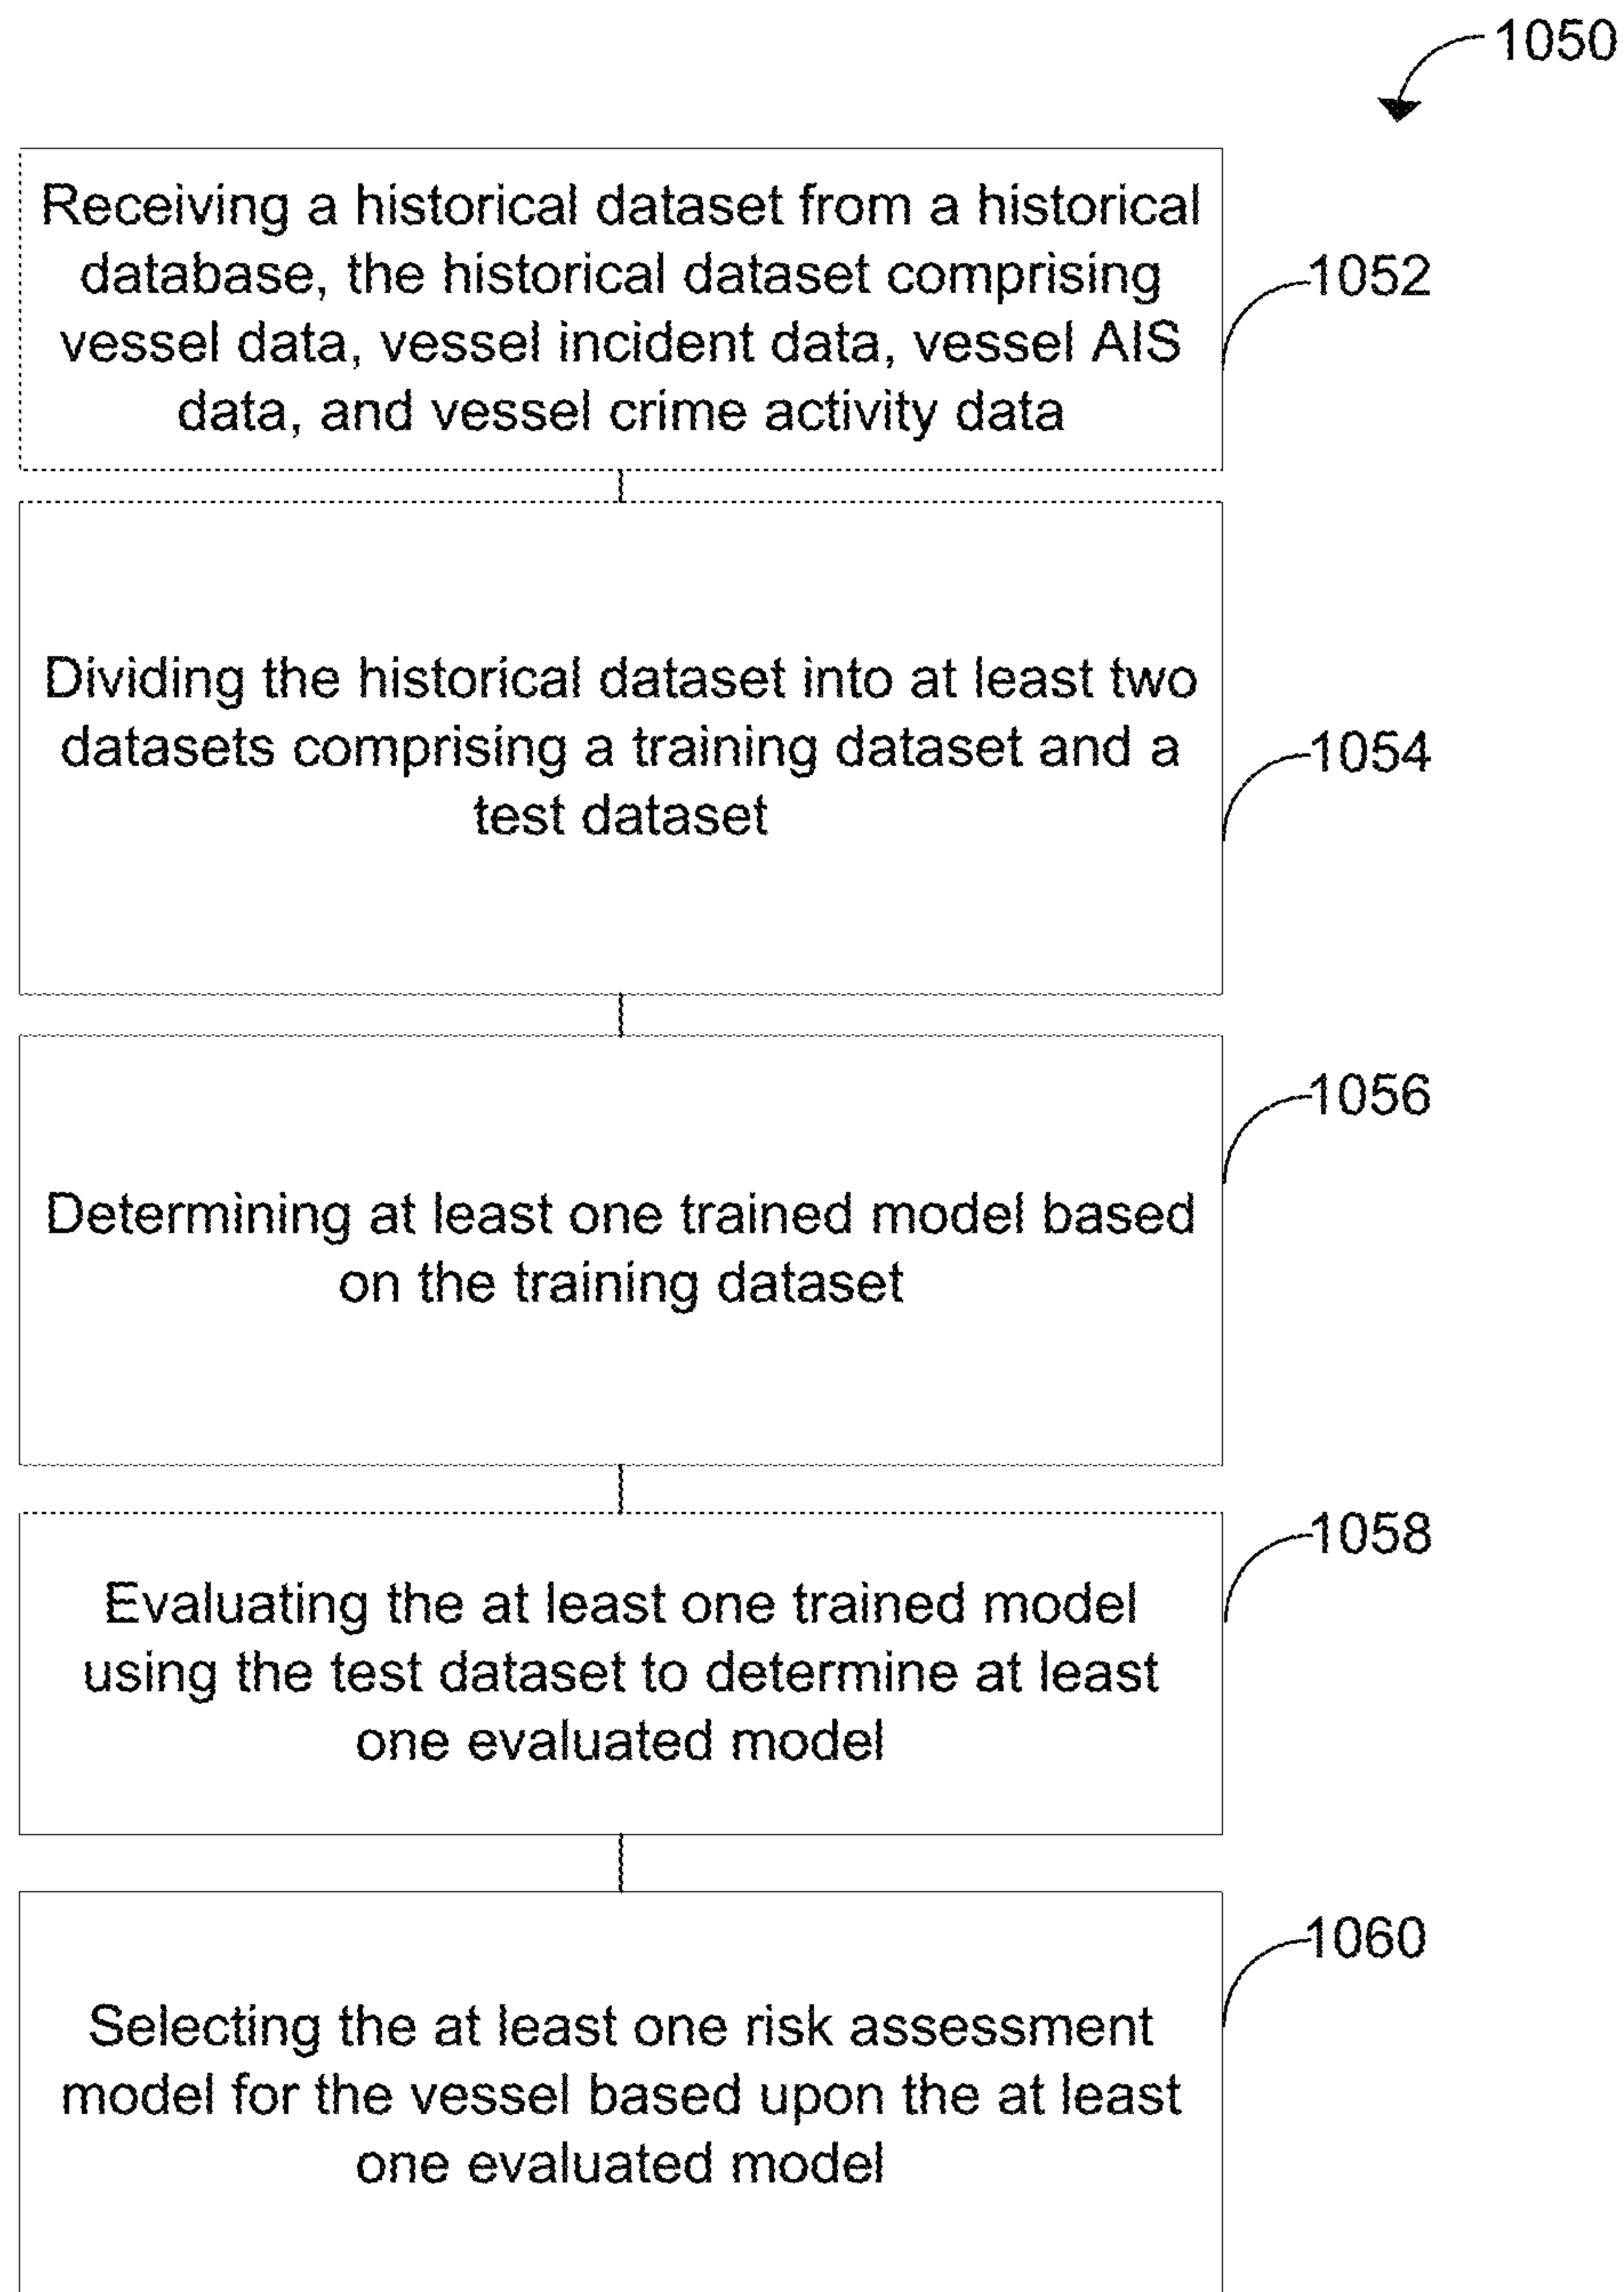 1050
Receiving a historical dataset from a historical
database, the historical dataset comprising
vessel data, vessel incident data, vessel AIS
data, and vessel crime activity data
1052
Dividing the historical dataset into at least two
datasets comprising a training dataset and a
test dataset
1054
Determining at least one trained model based
on the training dataset
1056
Evaluating the at least one trained model
using the test dataset to determine at least
one evaluated model
1058
Selecting the at least one risk assessment
model for the vessel based upon the at least
one evaluated model
1060